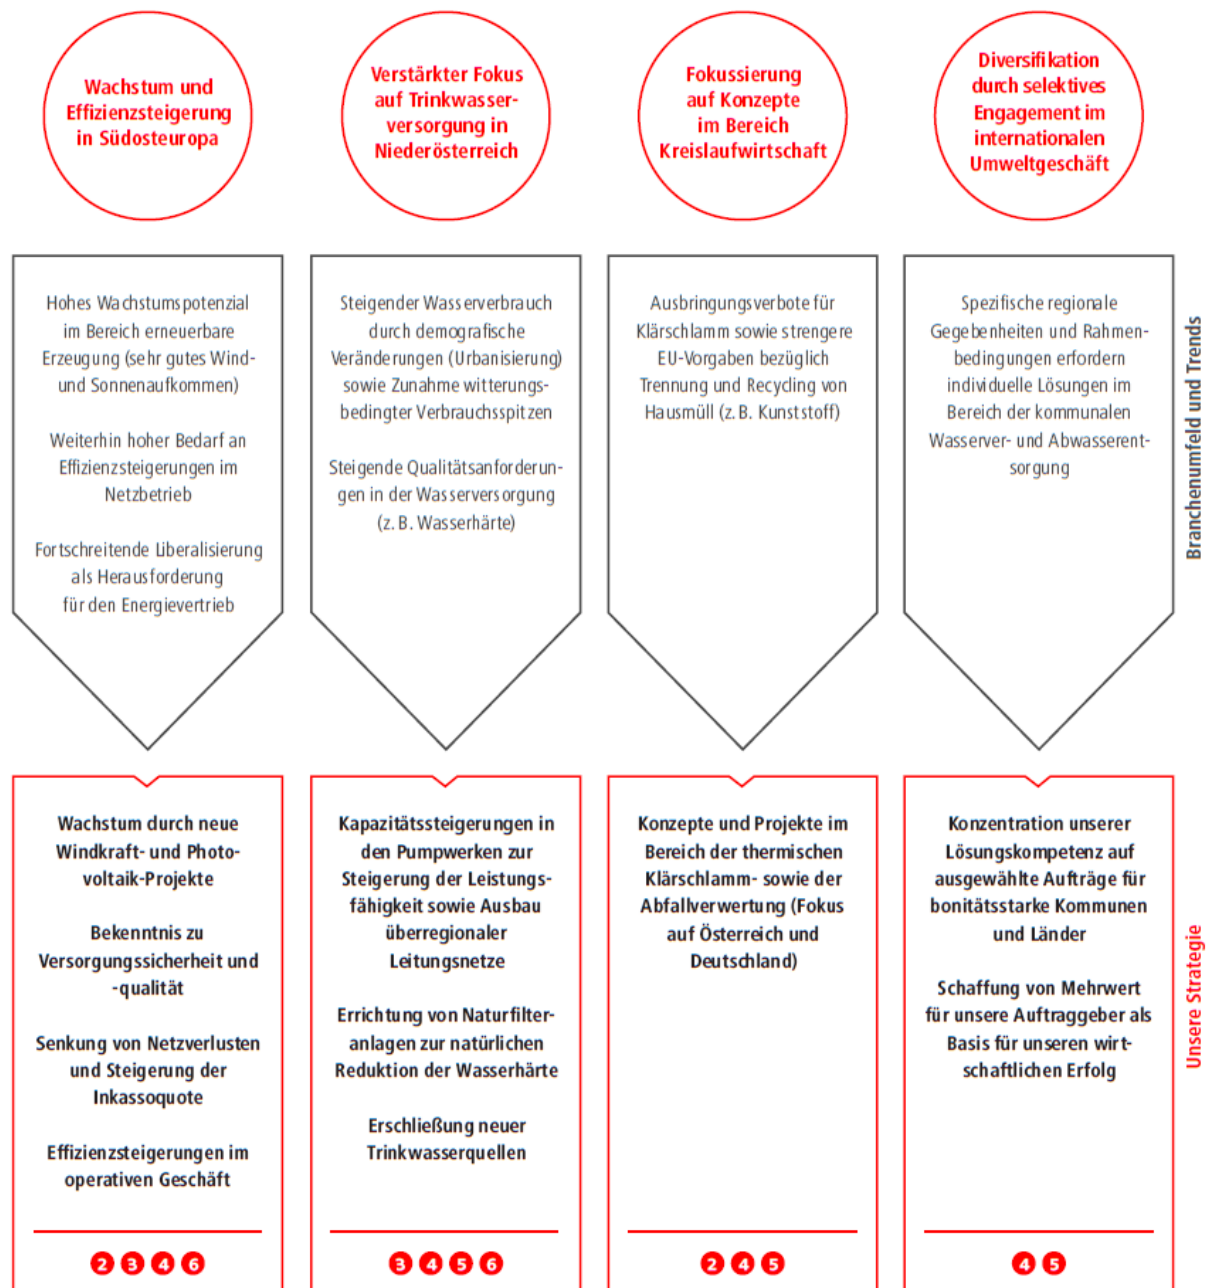 Wachstum und
Effizienzsteigerung
in Südosteuropa
Verstärkter Fokus
auf Trinkwasser-
versorgung in
Niederösterreich
Fokussierung
auf Konzepte
im Bereich
Kreislaufwirtschaft
Diversifikation
durch selektives
Engagement im
internationalen
Umweltgeschäft
Hohes Wachstumspotenzial
im Bereich erneuerbare
Erzeugung (sehr gutes Wind-
und Sonnenaufkommen)
Weiterhin hoher Bedarf an
Effizienzsteigerungen im
Netzbetrieb
Fortschreitende Liberalisierung
als Herausforderung
für den Energievertrieb
Steigender Wasserverbrauch
durch demografische
Veränderungen (Urbanisierung)
sowie Zunahme witterungs-
bedingter Verbrauchsspitzen
Steigende Qualitätsanforderun-
gen in der Wasserversorgung
(z. B. Wasserhärte)
Ausbringungsverbote für
Klärschlamm sowie strengere
EU-Vorgaben bezüglich
Trennung und Recycling von
Hausmüll (z. B. Kunststoff)
Spezifische regionale
Gegebenheiten und Rahmen-
bedingungen erfordern
individuelle Lösungen im
Bereich der kommunalen
Wasserver- und Abwasserent-
sorgung
Branchenumfeld und Trends
Wachstum durch neue
Windkraft- und Photo-
voltaik-Projekte
Bekenntnis zu
Versorgungssicherheit und
-qualität
Senkung von Netzverlusten
und Steigerung der
Inkassoquote
Effizienzsteigerungen im
operativen Geschäft
2 3 4 6
Kapazitätssteigerungen in
den Pumpwerken zur
Steigerung der Leistungs-
fähigkeit sowie Ausbau
überregionaler
Leitungsnetze
Errichtung von Naturfilter-
anlagen zur natürlichen
Reduktion der Wasserhärte
Erschließung neuer
Trinkwasserquellen
3 4 5 6
Konzepte und Projekte im
Bereich der thermischen
Klärschlamm- sowie der
Abfallverwertung (Fokus
auf Österreich und
Deutschland)
2 4 5
Konzentration unserer
Lösungskompetenz auf
ausgewählte Aufträge für
bonitätsstarke Kommunen
und Länder
Schaffung von Mehrwert
für unsere Auftraggeber als
Basis für unseren wirt-
schaftlichen Erfolg
4 5
Unsere Strategie